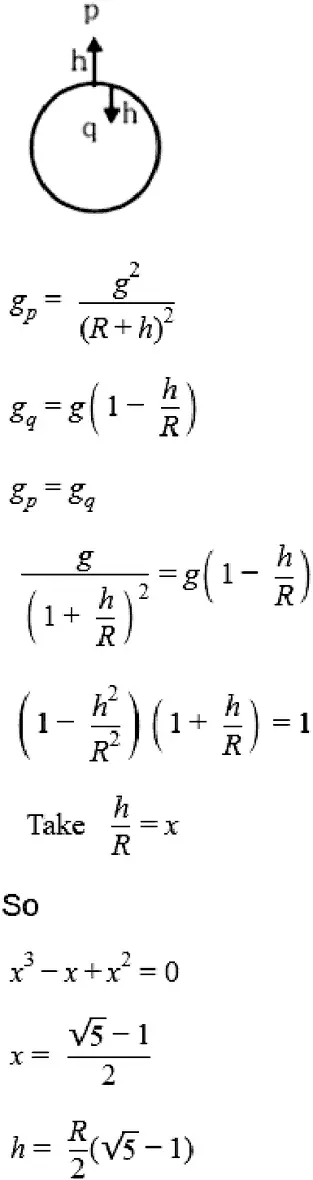 p
h
h
q
g_p = g^2 / (R + h)^2
g_q = g(1 − h/R)
g_p = g_q
g / (1 + h/R)^2 = g(1 − h/R)
(1 − h^2/R^2)(1 + h/R) = 1
Take h/R = x
So
x^3 − x + x^2 = 0
x = (√5 − 1)/2
h = R/2(√5 − 1)